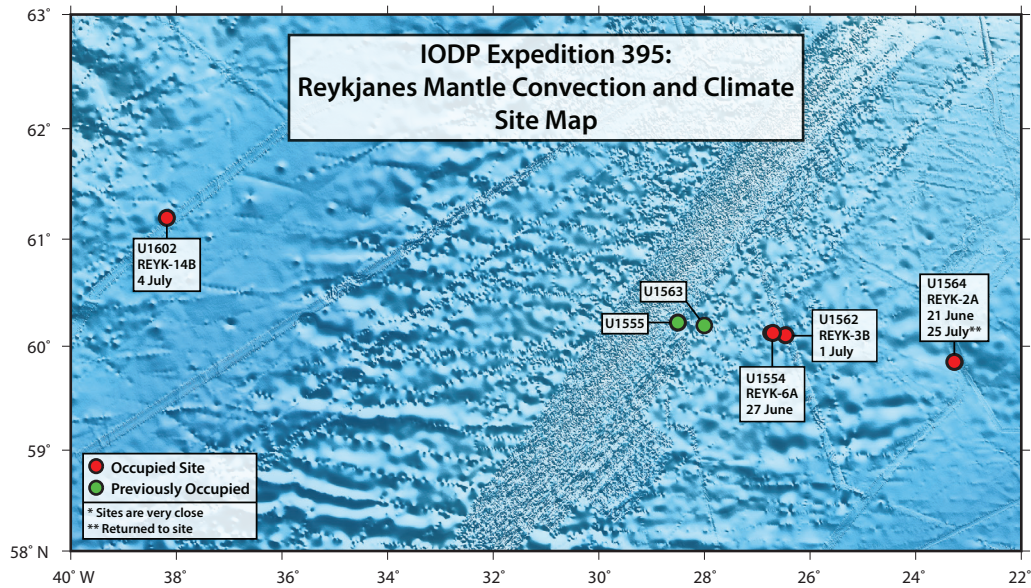 IODP Expedition 395:
Reykjanes Mantle Convection and Climate
Site Map
63˚
62˚
61˚
60˚
59˚
58˚ N
U1602
REYK-14B
4 July
U1563
U1555
U1562
REYK-3B
1 July
U1564
REYK-2A
21 June
25 July**
U1554
REYK-6A
27 June
Occupied Site
Previously Occupied
* Sites are very close
** Returned to site
40˚ W
38˚
36˚
34˚
32˚
30˚
28˚
26˚
24˚
22˚